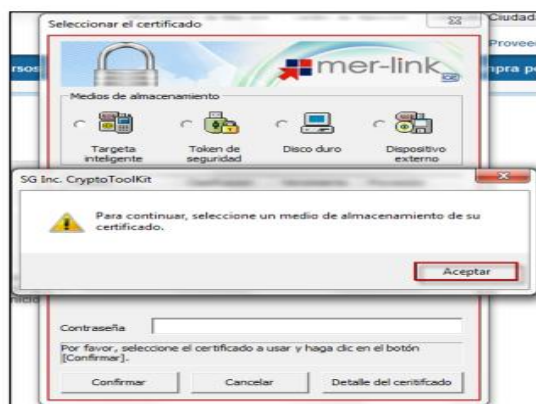 Seleccionar el certificado
Ciudad
Provee
rsos
mpra p
mer-link
Medios de almacenamiento
Targeta inteligente
Token de seguridad
Disco duro
Dispositivo externo
SG Inc. CryptoToolKit
Para continuar, seleccione un medio de almacenamiento de su
certificado.
Aceptar
nicio
Contraseña
Por favor, seleccione el certificado a usar y haga clic en el botón
[Confirmar].
Confirmar
Cancelar
Detalle del ceritifcado